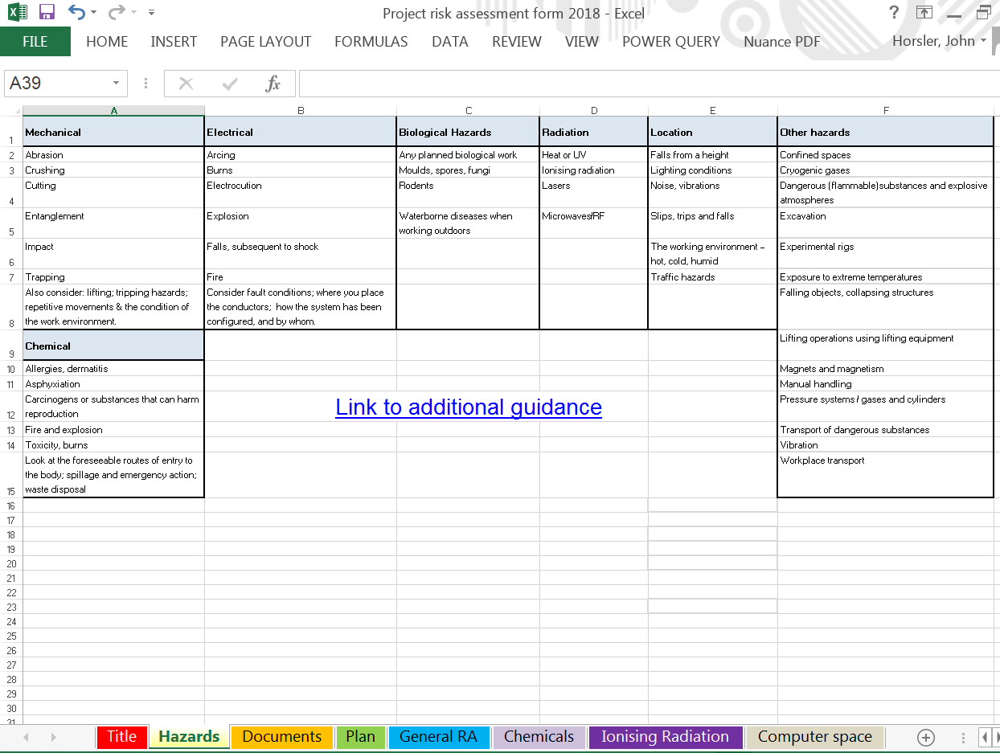 Project risk assessment form 2018 - Excel
?
FILE HOME INSERT PAGE LAYOUT FORMULAS DATA REVIEW VIEW POWER QUERY Nuance PDF Horsler, John
A39 fx
A B C D E F
1 Mechanical Electrical Biological Hazards Radiation Location Other hazards
2 Abrasion Arcing Any planned biological work Heat or UV Falls from a height Confined spaces
3 Crushing Burns Moulds, spores, fungi Ionising radiation Lighting conditions Cryogenic gases
Cutting Electrocution Rodents Lasers Noise, vibrations Dangerous (flammable)substances and explosive
4 atmospheres
Entanglement Explosion Waterborne diseases when Microwaves/RF Slips, trips and falls Excavation
5 working outdoors
Impact Falls, subsequent to shock The working environment – Experimental rigs
6 hot, cold, humid
7 Trapping Fire Traffic hazards Exposure to extreme temperatures
Also consider: lifting; tripping hazards; Consider fault conditions; where you place Falling objects, collapsing structures
repetitive movements & the condition of the conductors; how the system has been
8 the work environment. configured, and by whom.
Lifting operations using lifting equipment
9 Chemical
10 Allergies, dermatitis Magnets and magnetism
11 Asphyxiation Manual handling
Carcinogens or substances that can harm Pressure systems / gases and cylinders
12 reproduction
Link to additional guidance
13 Fire and explosion Transport of dangerous substances
14 Toxicity, burns Vibration
Look at the foreseeable routes of entry to Workplace transport
the body; spillage and emergency action;
15 waste disposal
16
17
18
19
20
21
22
23
24
25
26
27
28
29
30
31
Title Hazards Documents Plan General RA Chemicals Ionising Radiation Computer space